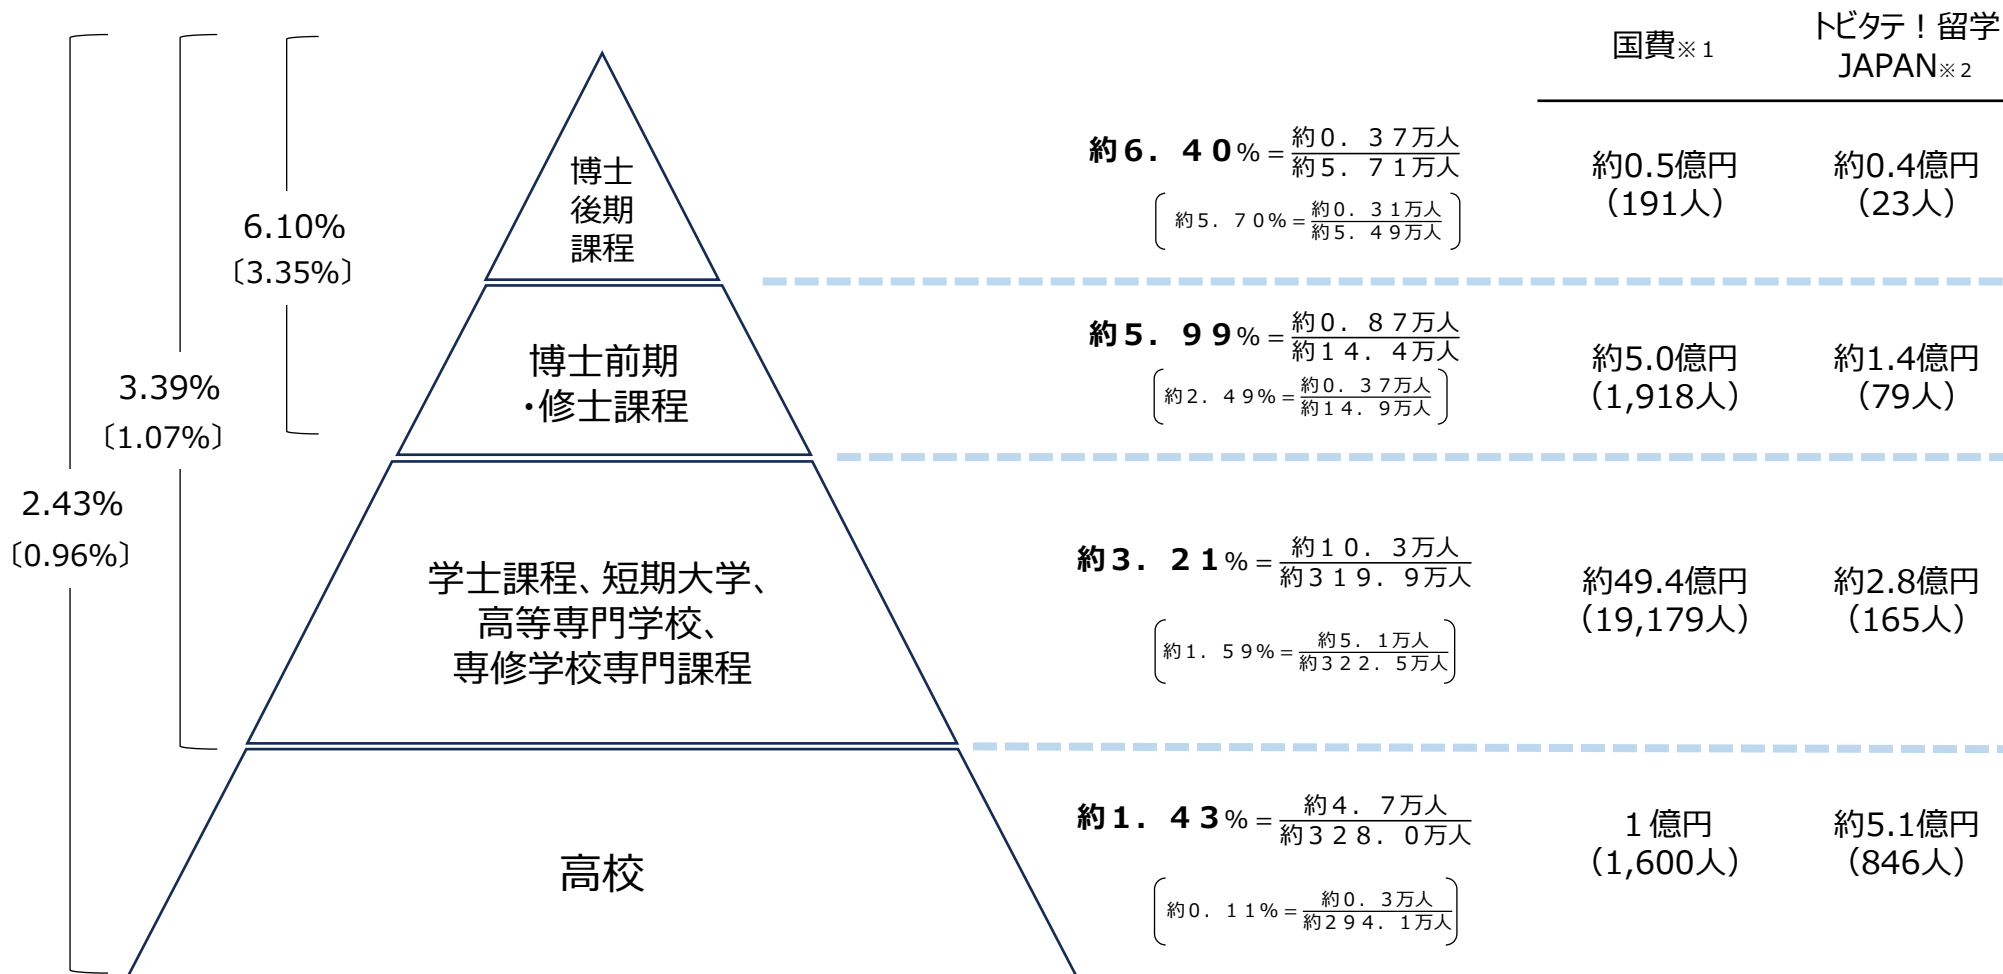 国費※1
トビタテ！留学
JAPAN※2
6.10%
〔3.35%〕
3.39%
〔1.07%〕
2.43%
〔0.96%〕
博士
後期
課程
約6．40%＝約0．37万人
約5．71万人
約5．70%＝約0．31万人
約5．49万人
約0.5億円
（191人）
約0.4億円
（23人）
博士前期
・修士課程
約5．99%＝約0．87万人
約14．4万人
約2．49%＝約0．37万人
約14．9万人
約5.0億円
（1,918人）
約1.4億円
（79人）
学士課程、短期大学、
高等専門学校、
専修学校専門課程
約3．21%＝約10．3万人
約319．9万人
約1．59%＝約5．1万人
約322．5万人
約49.4億円
（19,179人）
約2.8億円
（165人）
高校
約1．43%＝約4．7万人
約328．0万人
約0．11%＝約0．3万人
約294．1万人
１億円
（1,600人）
約5.1億円
（846人）